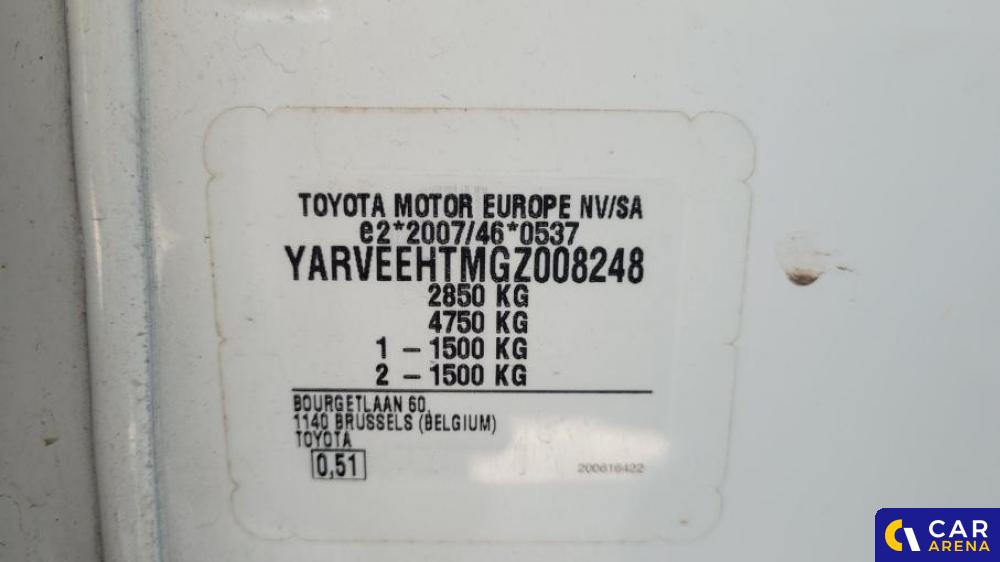 TOYOTA MOTOR EUROPE NV/SA
e2*2007/46*0537
YARVEEHTMGZ008248
2850 KG
4750 KG
1 - 1500 KG
2 - 1500 KG
BOURGETLAAN 60,
1140 BRUSSELS (BELGIUM)
TOYOTA
0,51
200616422
CAR
ARENA